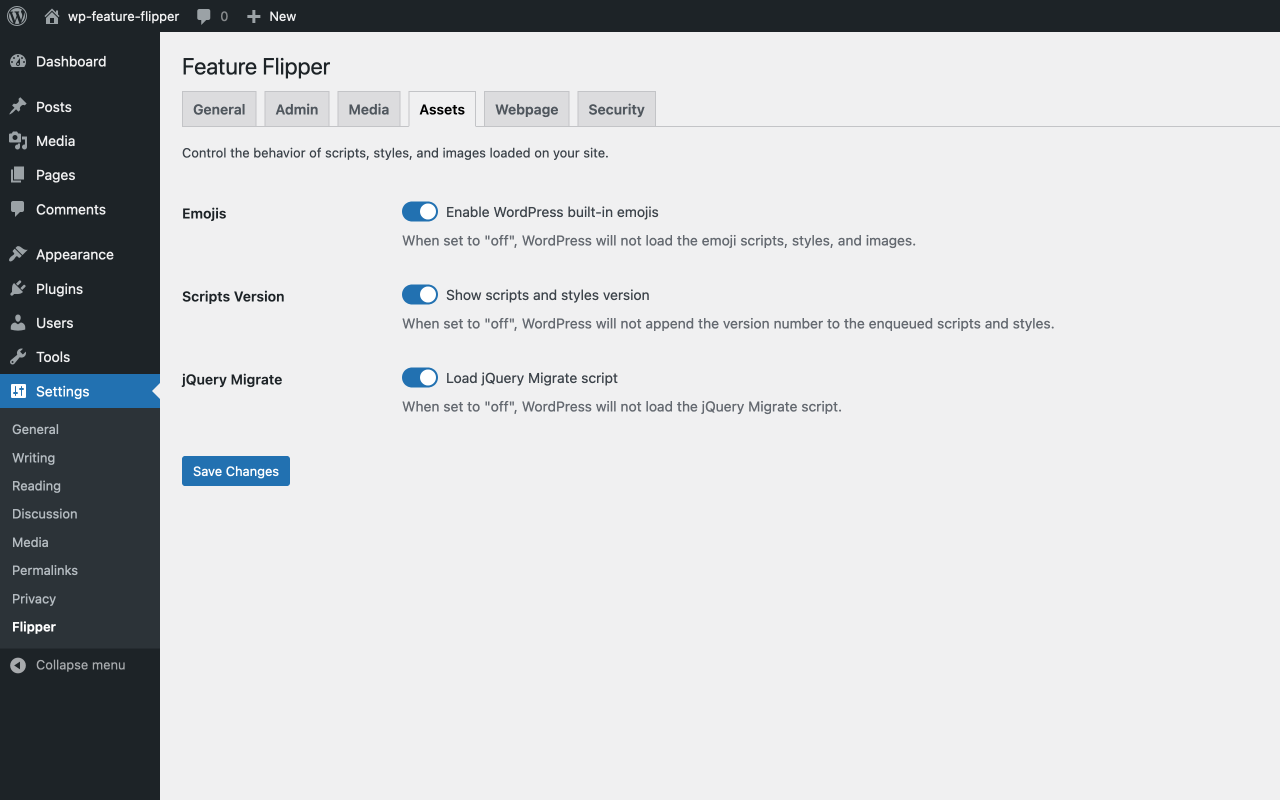 wp-feature-flipper 0 New
Dashboard
Posts
Media
Pages
Comments
Appearance
Plugins
Users
Tools
Settings
General
Writing
Reading
Discussion
Media
Permalinks
Privacy
Flipper
Collapse menu
Feature Flipper
General Admin Media Assets Webpage Security
Control the behavior of scripts, styles, and images loaded on your site.
Emojis Enable WordPress built-in emojis
When set to "off", WordPress will not load the emoji scripts, styles, and images.
Scripts Version Show scripts and styles version
When set to "off", WordPress will not append the version number to the enqueued scripts and styles.
jQuery Migrate Load jQuery Migrate script
When set to "off", WordPress will not load the jQuery Migrate script.
Save Changes